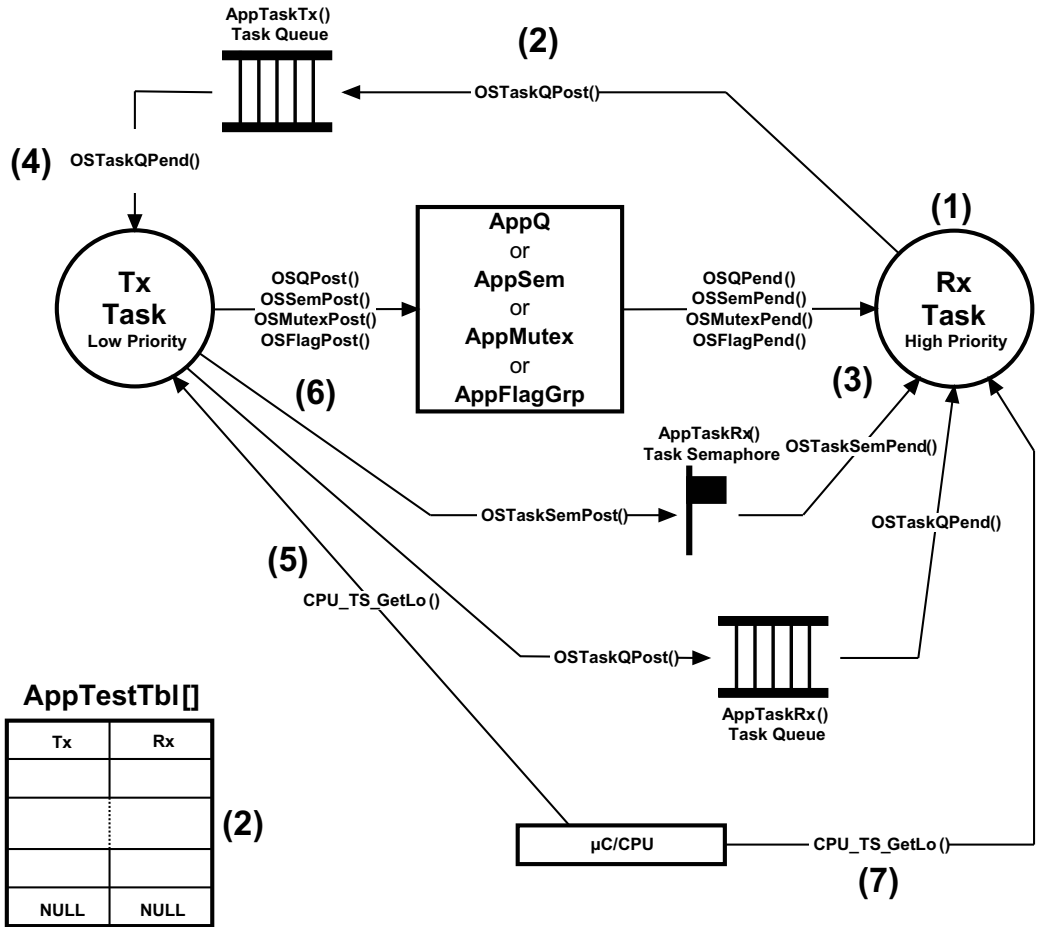 AppTaskTx()
Task Queue
(2)
OSTaskQPost()
(4)
OSTaskQPend()
(1)
Tx
Task
Low Priority
OSQPost()
OSSemPost()
OSMutexPost()
OSFlagPost()
AppQ
or
AppSem
or
AppMutex
or
AppFlagGrp
OSQPend()
OSSemPend()
OSMutexPend()
OSFlagPend()
Rx
Task
High Priority
(6)
(3)
AppTaskRx()
Task Semaphore
OSTaskSemPend()
OSTaskSemPost()
OSTaskQPend()
(5)
CPU_TS_GetLo()
OSTaskQPost()
AppTaskRx()
Task Queue
AppTestTbl[]
Tx Rx
(2)
NULL NULL
µC/CPU
CPU_TS_GetLo()
(7)